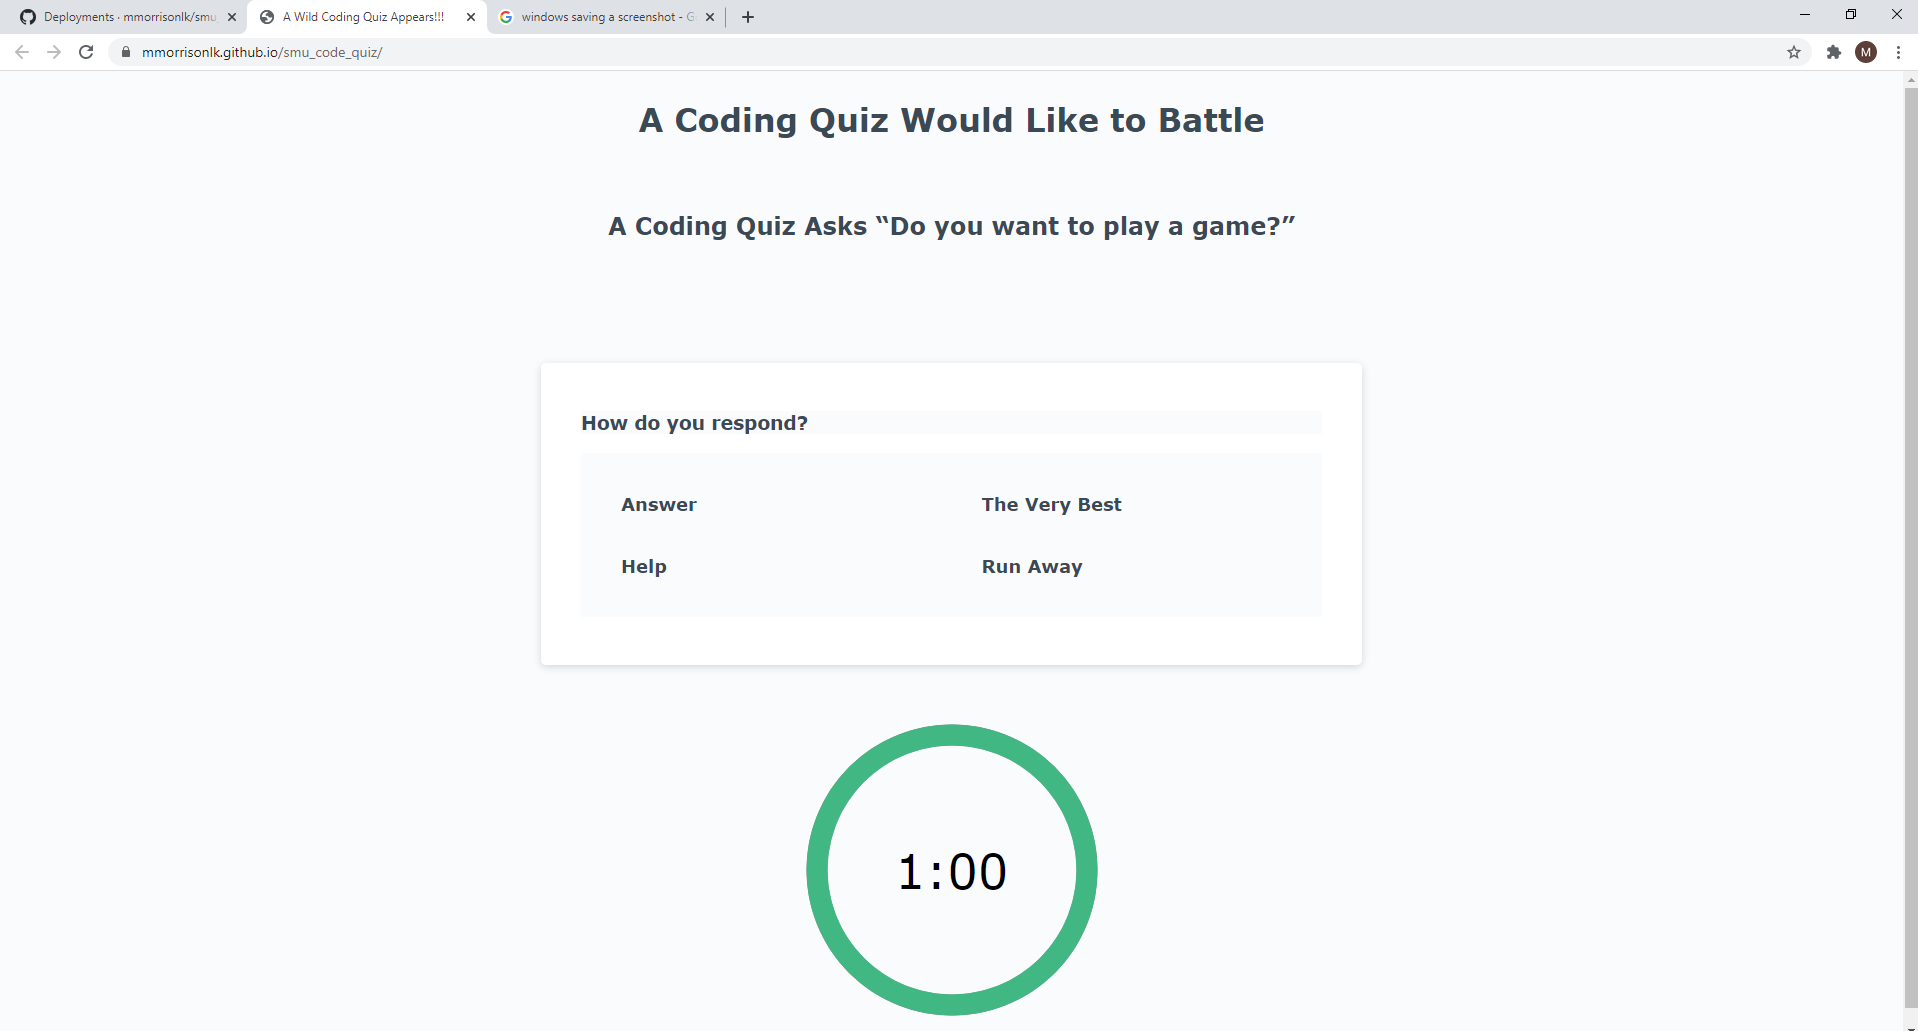 Deployments · mmorrisonlk/smu
A Wild Coding Quiz Appears!!!
windows saving a screenshot - G
mmorrisonlk.github.io/smu_code_quiz/
M
A Coding Quiz Would Like to Battle
A Coding Quiz Asks “Do you want to play a game?”
How do you respond?
Answer
The Very Best
Help
Run Away
1:00